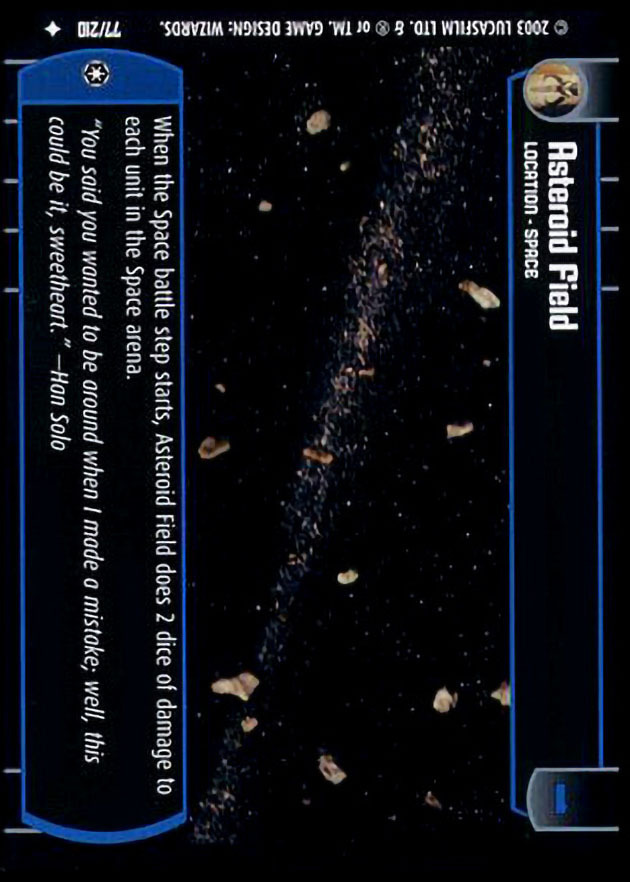 Asteroid Field
LOCATION • SPACE
1
When the Space battle step starts, Asteroid Field does 2 dice of damage to
each unit in the Space arena.
"You said you wanted to be around when I made a mistake; well, this
could be it, sweetheart." —Han Solo
© 2003 LUCASFILM LTD. & ® or TM. GAME DESIGN: WIZARDS.
77/210